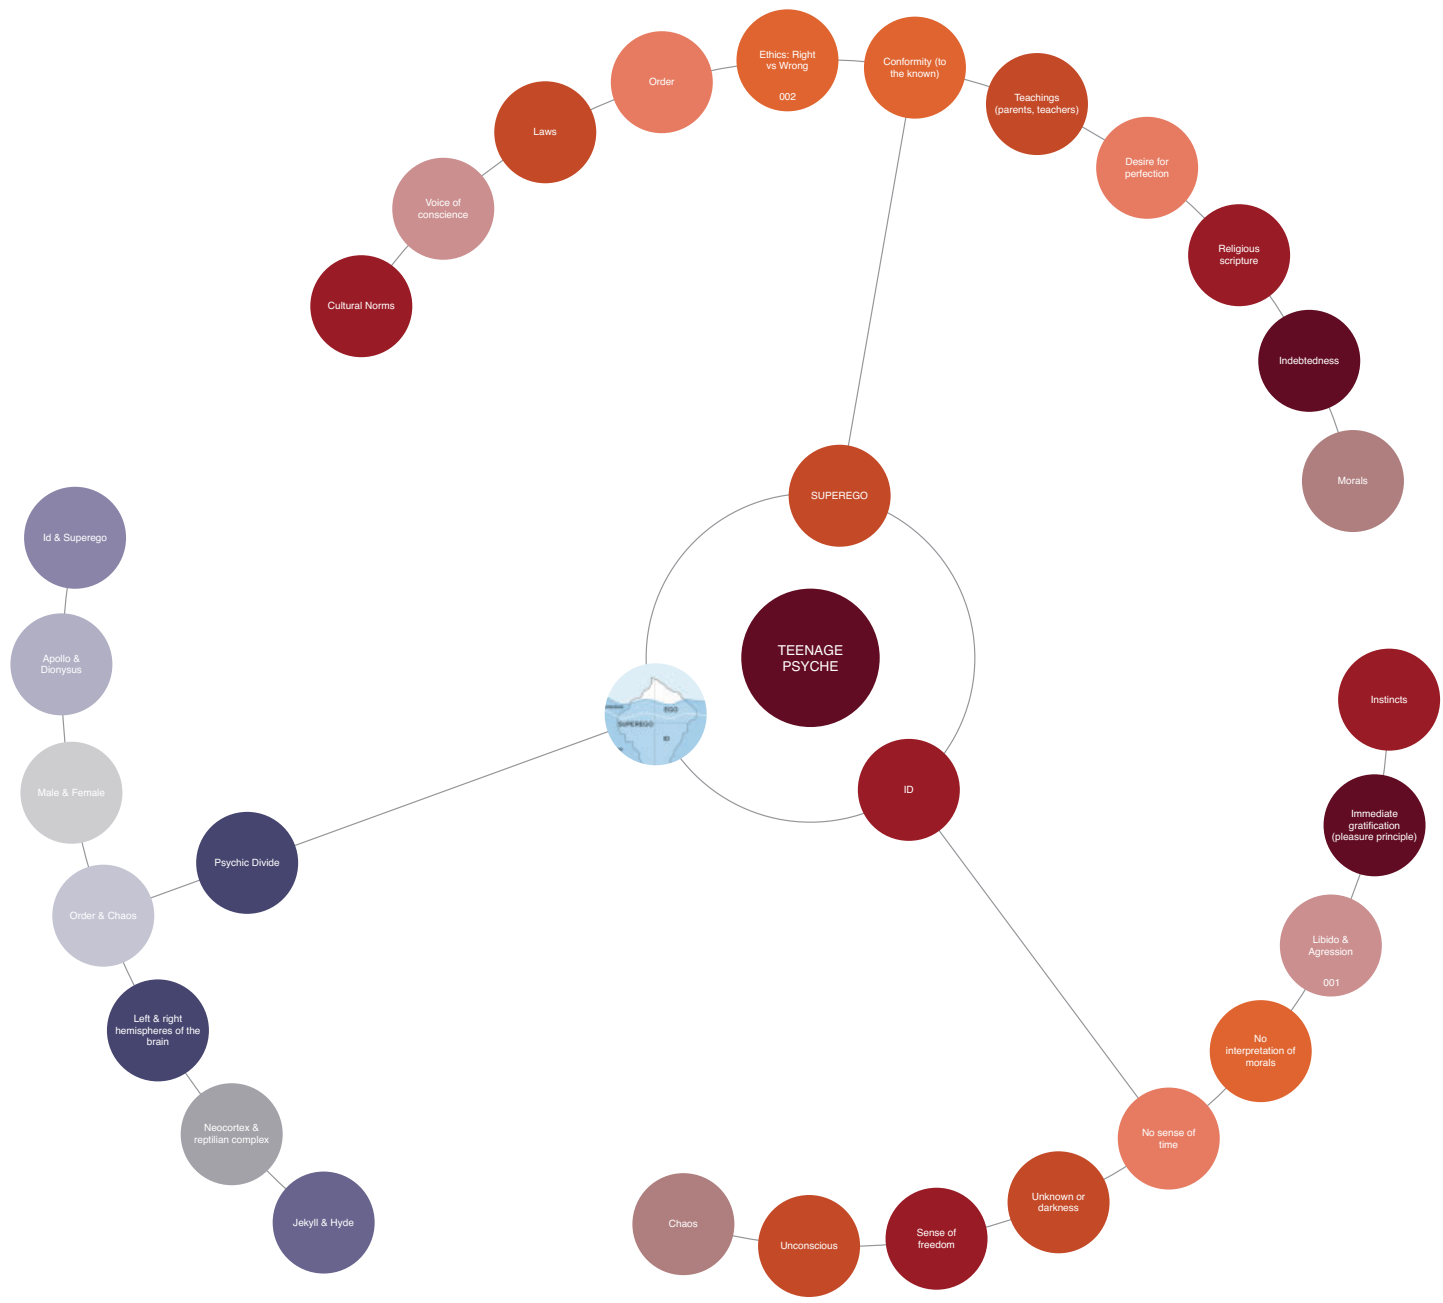 Ethics: Right
vs Wrong
002
Conformity (to
the known)
Order
Teachings
(parents, teachers)
Laws
Desire for
perfection
Voice of
conscience
Religious
scripture
Cultural Norms
Indebtedness
Morals
SUPEREGO
Id & Superego
TEENAGE
PSYCHE
Apollo &
Dionysus
Instincts
EGO
SUPEREGO
ID
ID
Male & Female
Immediate
gratification
(pleasure principle)
Psychic Divide
Order & Chaos
Libido &
Agression
001
Left & right
hemispheres of the
brain
No
interpretation of
morals
Neocortex &
reptilian complex
No sense of
time
Unknown or
darkness
Jekyll & Hyde
Chaos
Unconscious
Sense of
freedom